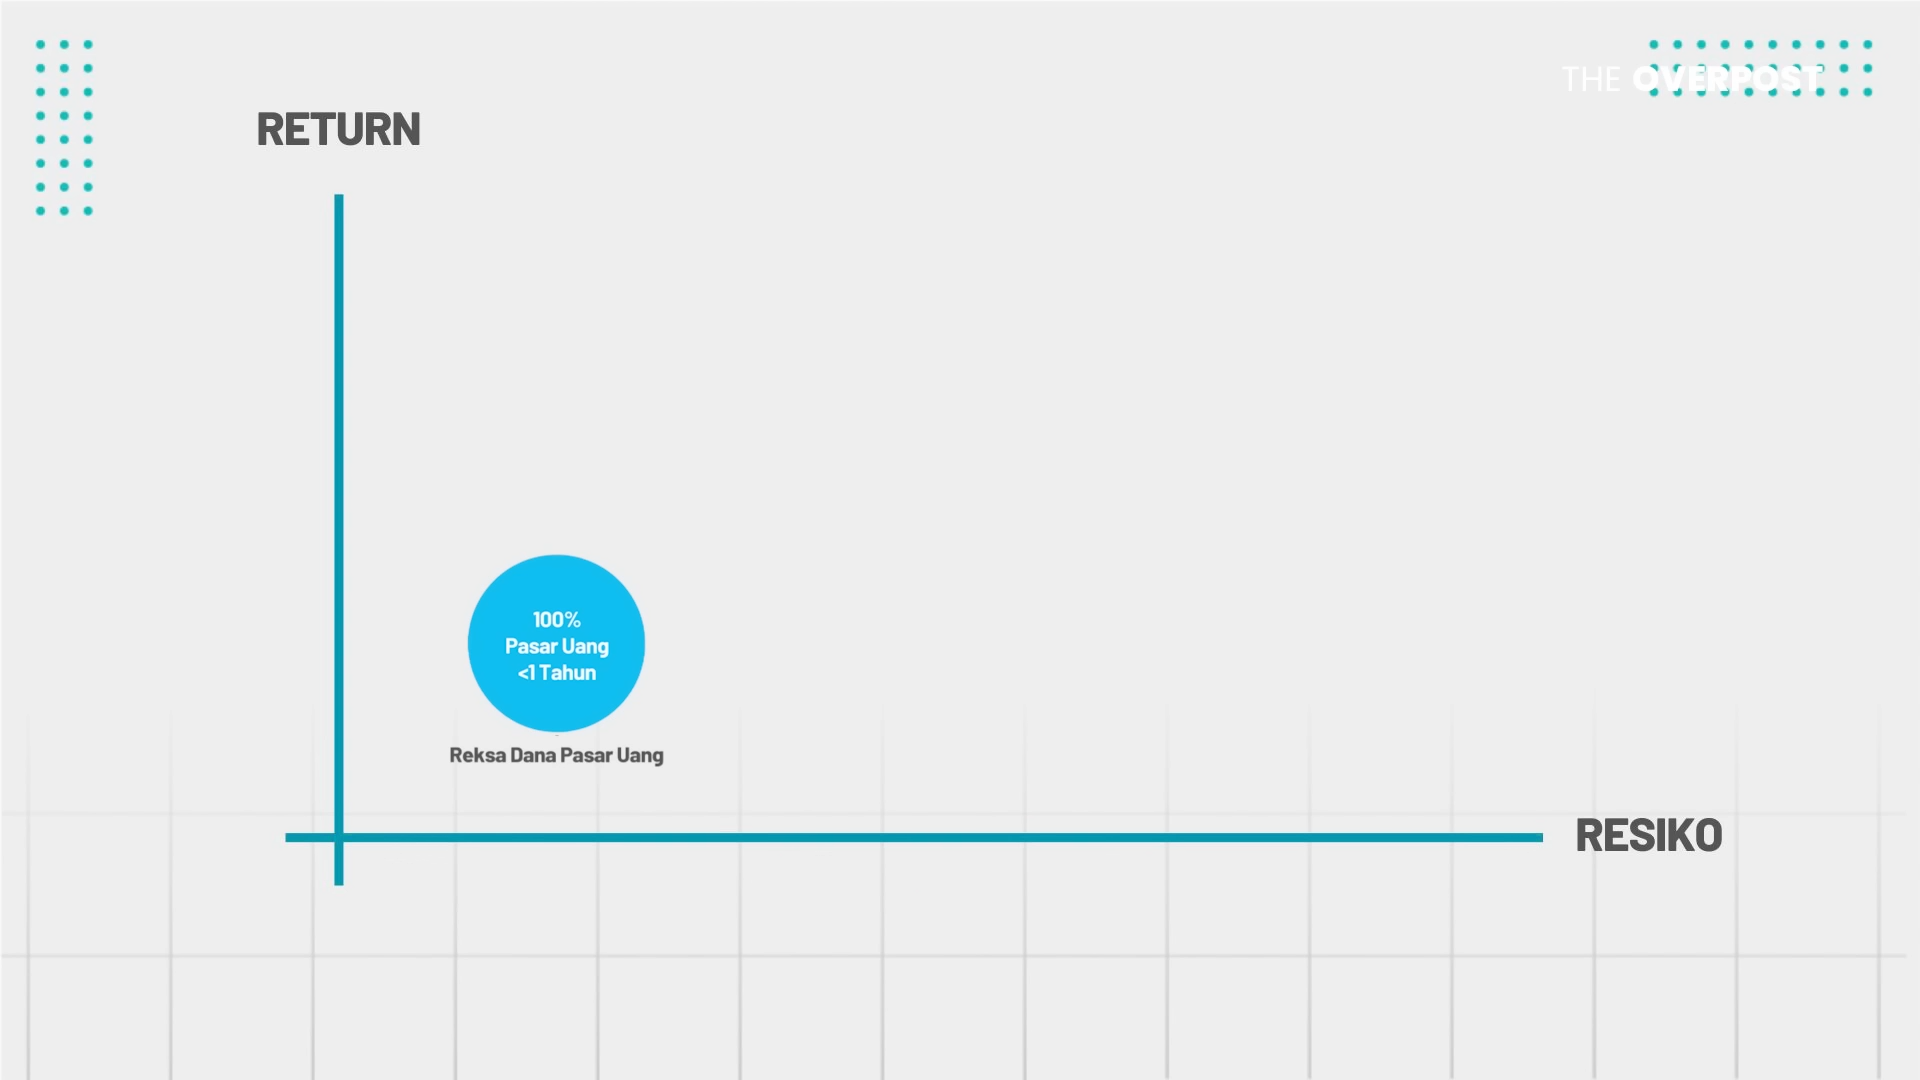 THE OVERPOST
RETURN
100%
Pasar Uang
<1 Tahun
Reksa Dana Pasar Uang
RESIKO